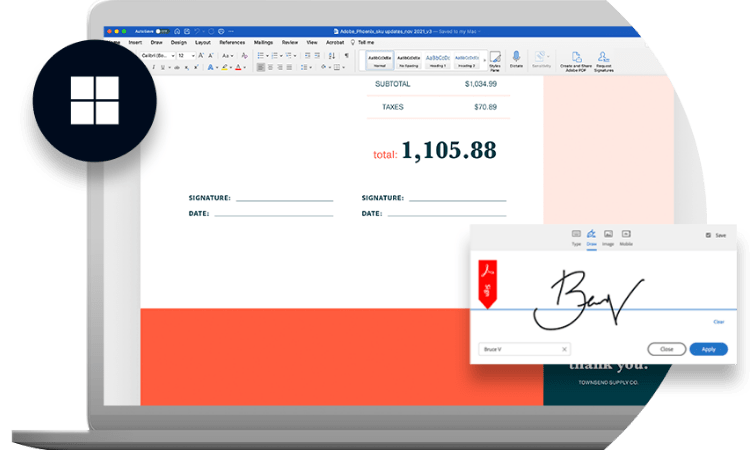 AutoSave
Adobe_Phoenix_sku updates_nov 2021_v3 — Saved to my Mac
Home Insert Draw Design Layout References Mailings Review View Acrobat Tell me
Calibri (Bo... 12
AaBbCcDdEe AaBbCcDdEe AaBbCcDc AaBbCcDdEe
Normal No Spacing Heading 1 Heading 2
Styles Pane
Dictate
Sensitivity
Create and Share Adobe PDF
Request Signatures
SUBTOTAL $1,034.99
TAXES $70.89
total: 1,105.88
SIGNATURE: SIGNATURE:
DATE: DATE:
Type Draw Image Mobile Save
Sign
Clear
Bruce V
Close Apply
thank you.
TOWNSEND SUPPLY CO.